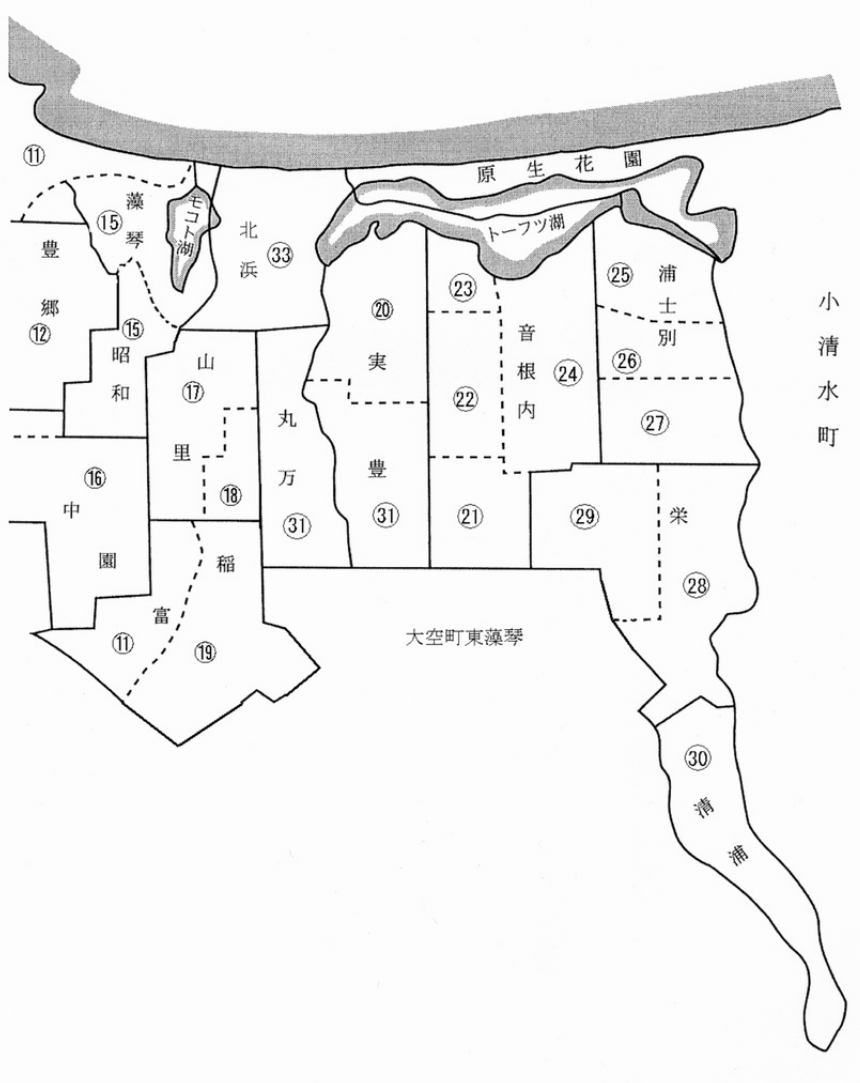 原生花園
⑪
藻琴
⑮
モコト湖
北浜
㉝
トーフツ湖
豊郷
⑫
⑮
昭和
⑳
実豊
㉛
㉓
㉒
㉑
音根内
㉔
㉕
浦士別
㉖
㉗
小清水町
山里
⑰
⑱
丸万
㉛
⑯
中園
稲富
⑪
⑲
㉙
栄
㉘
大空町東藻琴
㉚
清浦